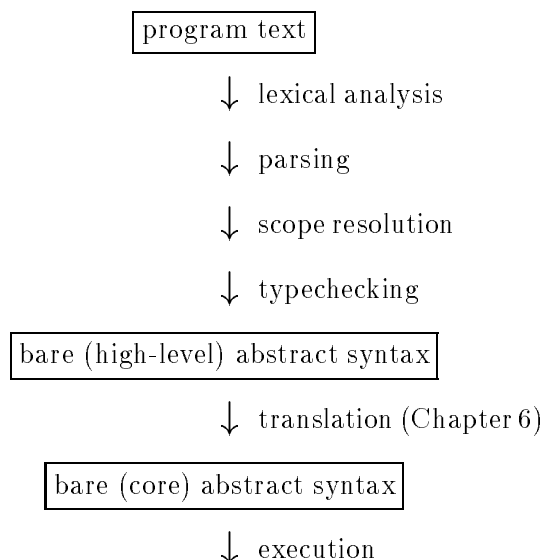 program text
lexical analysis
parsing
scope resolution
typechecking
bare (high-level) abstract syntax
translation (Chapter 6)
bare (core) abstract syntax
execution